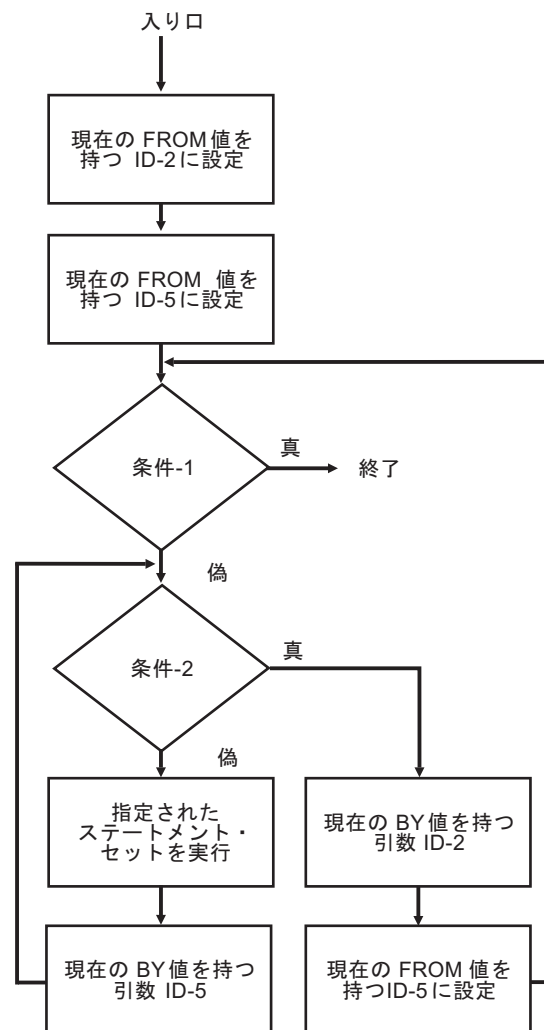 入り口
現在の FROM 値を
持つ ID-2に設定
現在の FROM 値を
持つ ID-5に設定
条件-1
真
終了
偽
条件-2
真
偽
指定された
ステートメント・
セットを実行
現在の BY 値を持つ
引数 ID-2
現在の BY 値を持つ
引数 ID-5
現在の FROM 値を
持つID-5に設定